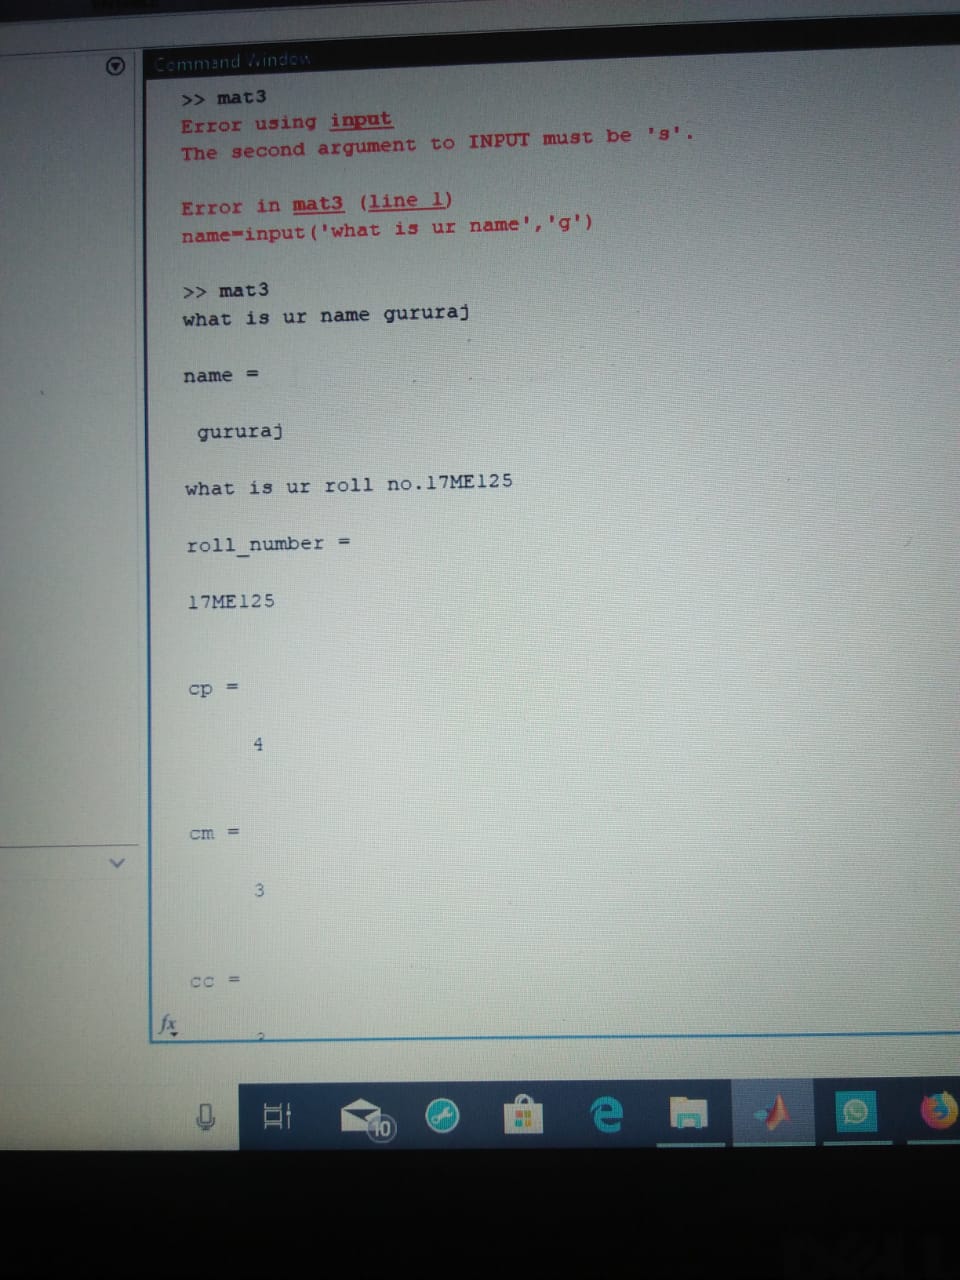 Command Window
>> mat3
Error using input
The second argument to INPUT must be 's'.
Error in mat3 (line 1)
name=input('what is ur name','g')
>> mat3
what is ur name gururaj
name =
gururaj
what is ur roll no.17ME125
roll_number =
17ME125
cp =
4
cm =
3
cc =
fx
10